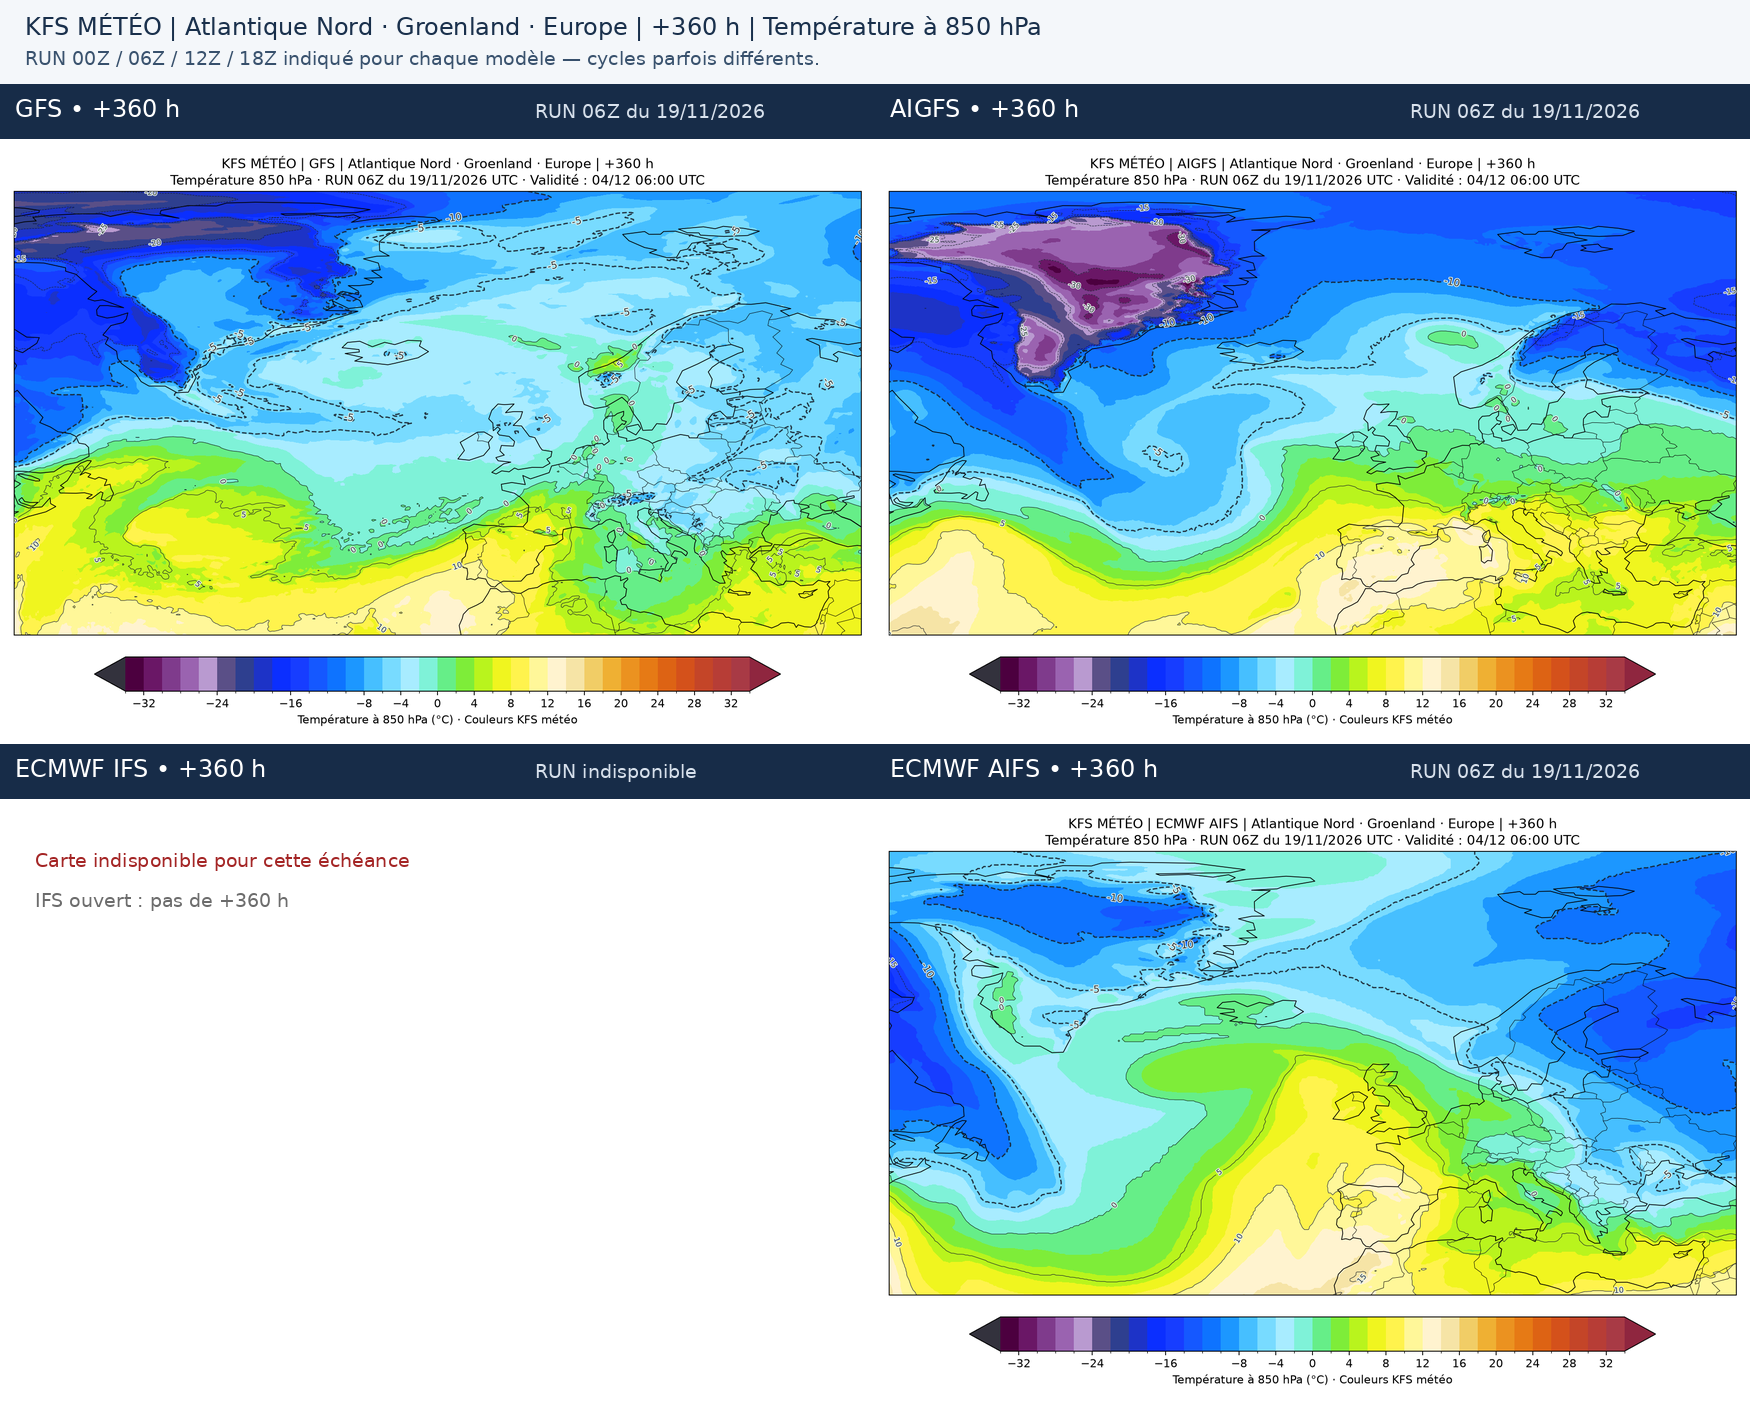 KFS MÉTÉO | Atlantique Nord · Groenland · Europe | +360 h | Température à 850 hPa
RUN 00Z / 06Z / 12Z / 18Z indiqué pour chaque modèle — cycles parfois différents.
GFS • +360 h
RUN 06Z du 19/11/2026
KFS MÉTÉO | GFS | Atlantique Nord · Groenland · Europe | +360 h
Température 850 hPa · RUN 06Z du 19/11/2026 UTC · Validité : 04/12 06:00 UTC
−32 −24 −16 −8 −4 0 4 8 12 16 20 24 28 32
Température à 850 hPa (°C) · Couleurs KFS météo
AIGFS • +360 h
RUN 06Z du 19/11/2026
KFS MÉTÉO | AIGFS | Atlantique Nord · Groenland · Europe | +360 h
Température 850 hPa · RUN 06Z du 19/11/2026 UTC · Validité : 04/12 06:00 UTC
−32 −24 −16 −8 −4 0 4 8 12 16 20 24 28 32
Température à 850 hPa (°C) · Couleurs KFS météo
ECMWF IFS • +360 h
RUN indisponible
Carte indisponible pour cette échéance
IFS ouvert : pas de +360 h
ECMWF AIFS • +360 h
RUN 06Z du 19/11/2026
KFS MÉTÉO | ECMWF AIFS | Atlantique Nord · Groenland · Europe | +360 h
Température 850 hPa · RUN 06Z du 19/11/2026 UTC · Validité : 04/12 06:00 UTC
−32 −24 −16 −8 −4 0 4 8 12 16 20 24 28 32
Température à 850 hPa (°C) · Couleurs KFS météo